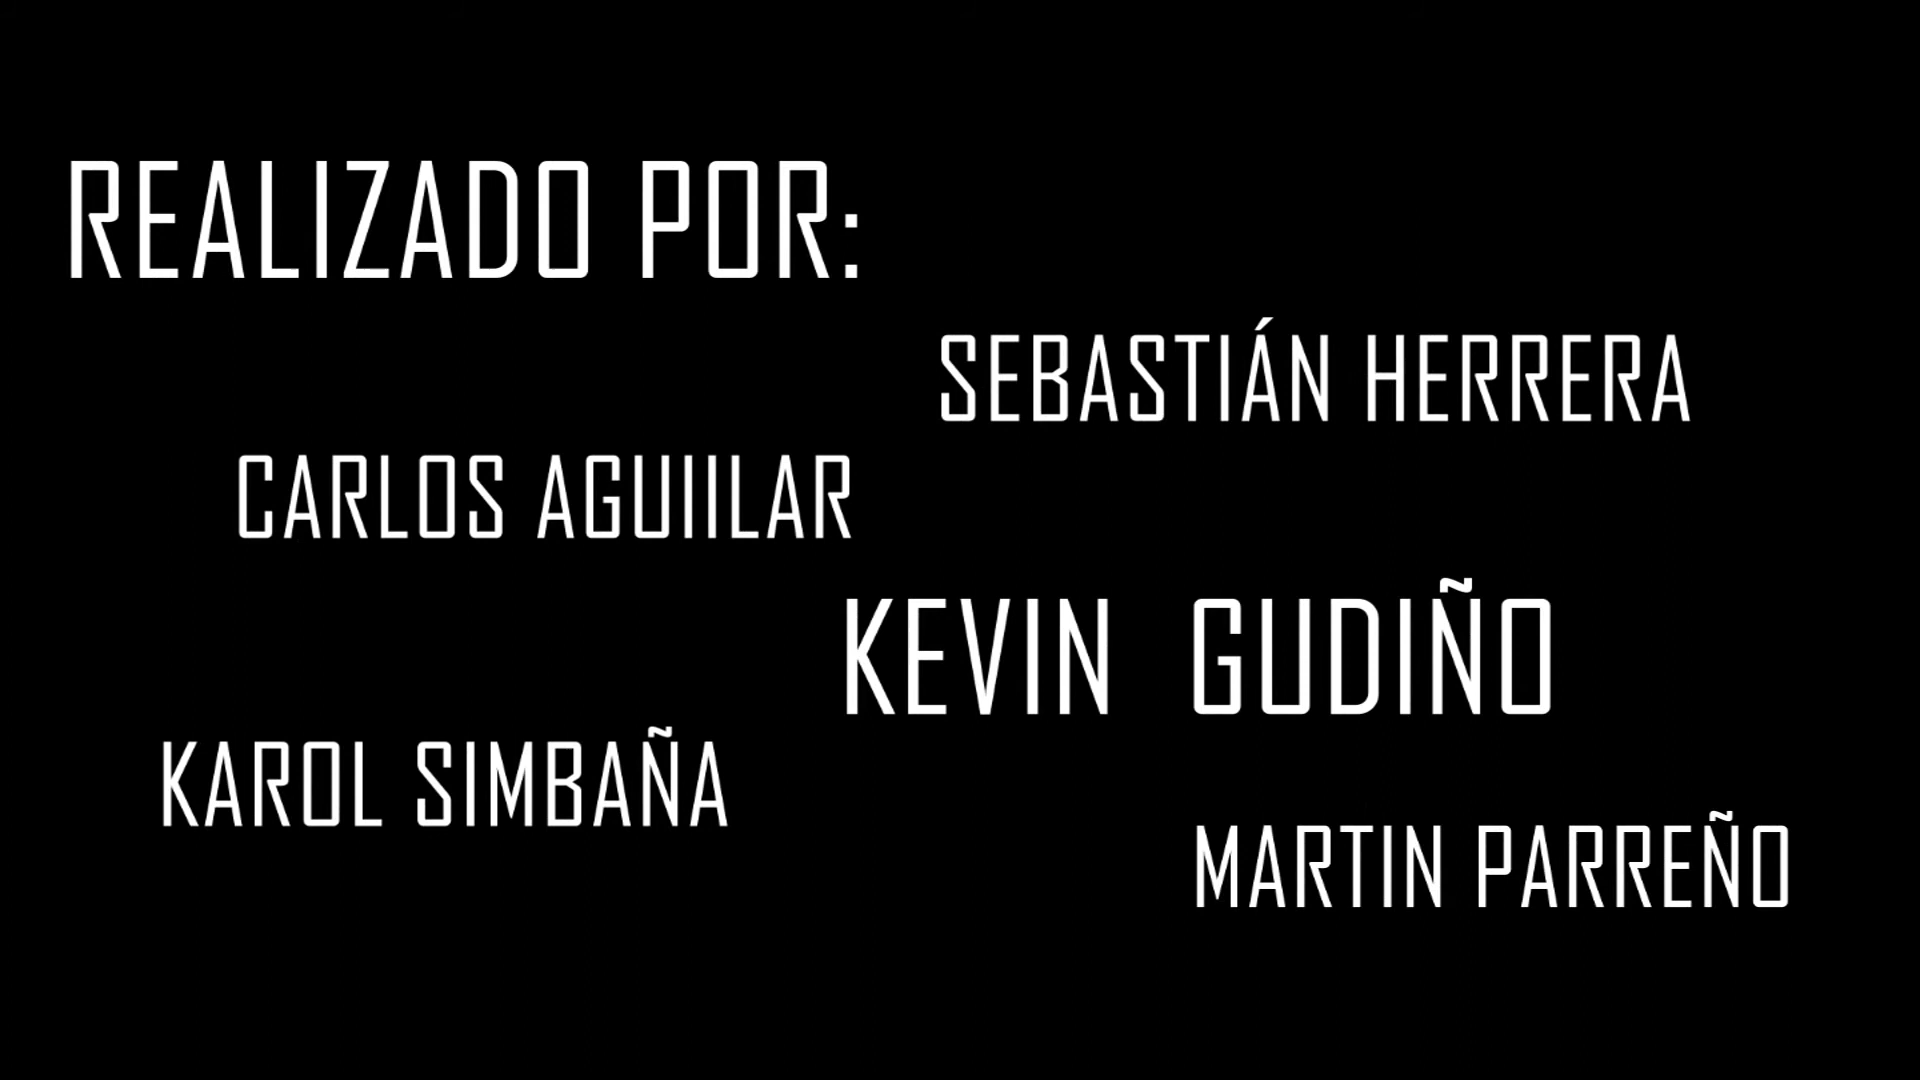 REALIZADO POR:
SEBASTIÁN HERRERA
CARLOS AGUIILAR
KEVIN GUDIÑO
KAROL SIMBAÑA
MARTIN PARREÑO